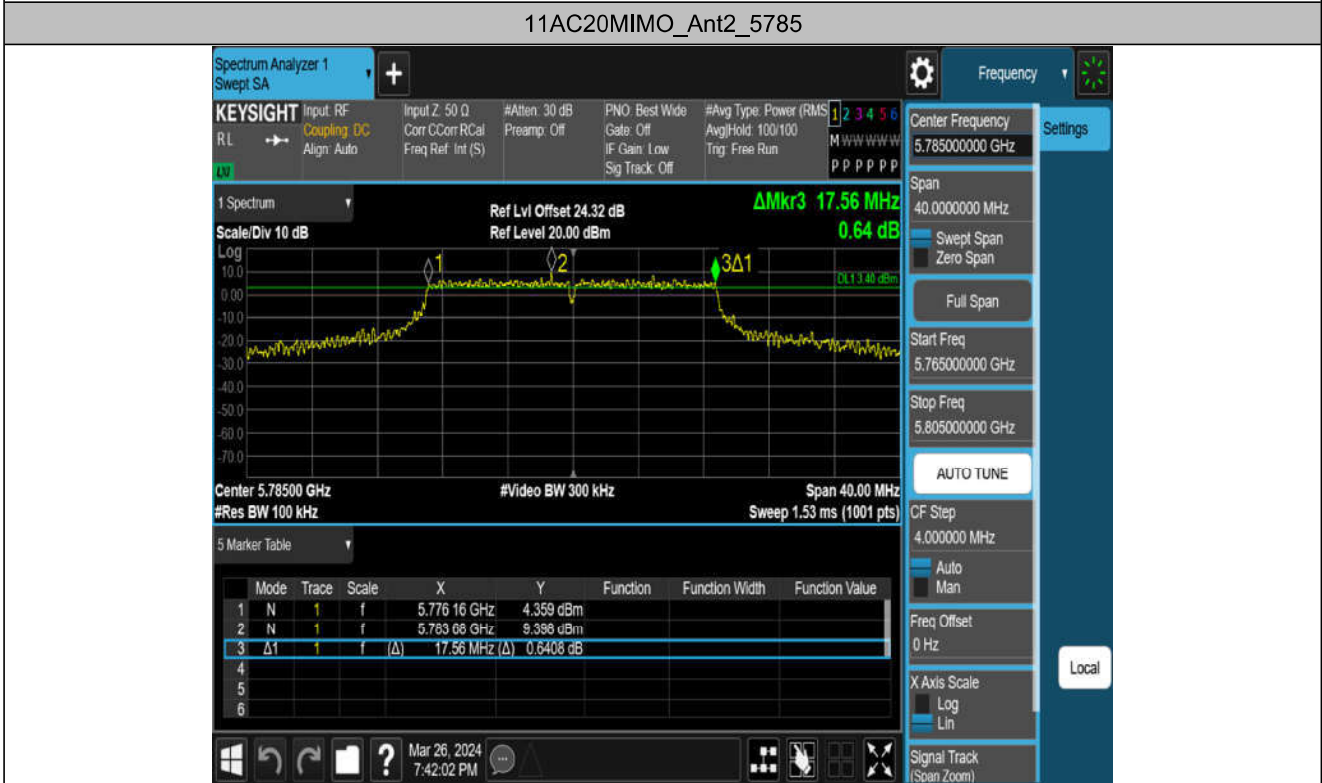 11AC20MIMO_Ant2_5785
Spectrum Analyzer 1
Swept SA
+
Frequency
KEYSIGHT
RL
LXI
Input: RF
Coupling: DC
Align: Auto
Input Z: 50 Ω
Corr CCorr RCal
Freq Ref: Int (S)
#Atten: 30 dB
Preamp: Off
PNO: Best Wide
Gate: Off
IF Gain: Low
Sig Track: Off
#Avg Type: Power (RMS
Avg|Hold: 100/100
Trig: Free Run
1 2 3 4 5 6
M W W W W W
P P P P P P
1 Spectrum
Scale/Div 10 dB
Ref Lvl Offset 24.32 dB
Ref Level 20.00 dBm
ΔMkr3 17.56 MHz
0.64 dB
Log
10.0
0.00
-10.0
-20.0
-30.0
-40.0
-50.0
-60.0
-70.0
1
2
3Δ1
DL1 3.40 dBm
Center 5.78500 GHz
#Video BW 300 kHz
Span 40.00 MHz
#Res BW 100 kHz
Sweep 1.53 ms (1001 pts)
5 Marker Table
Mode Trace Scale X Y Function Function Width Function Value
1 N 1 f 5.776 16 GHz 4.359 dBm
2 N 1 f 5.783 68 GHz 9.398 dBm
3 Δ1 1 f (Δ) 17.56 MHz (Δ) 0.6408 dB
4
5
6
?
Mar 26, 2024
7:42:02 PM
Center Frequency
5.785000000 GHz
Settings
Span
40.0000000 MHz
Swept Span
Zero Span
Full Span
Start Freq
5.765000000 GHz
Stop Freq
5.805000000 GHz
AUTO TUNE
CF Step
4.000000 MHz
Auto
Man
Freq Offset
0 Hz
X Axis Scale
Log
Lin
Local
Signal Track
(Span Zoom)